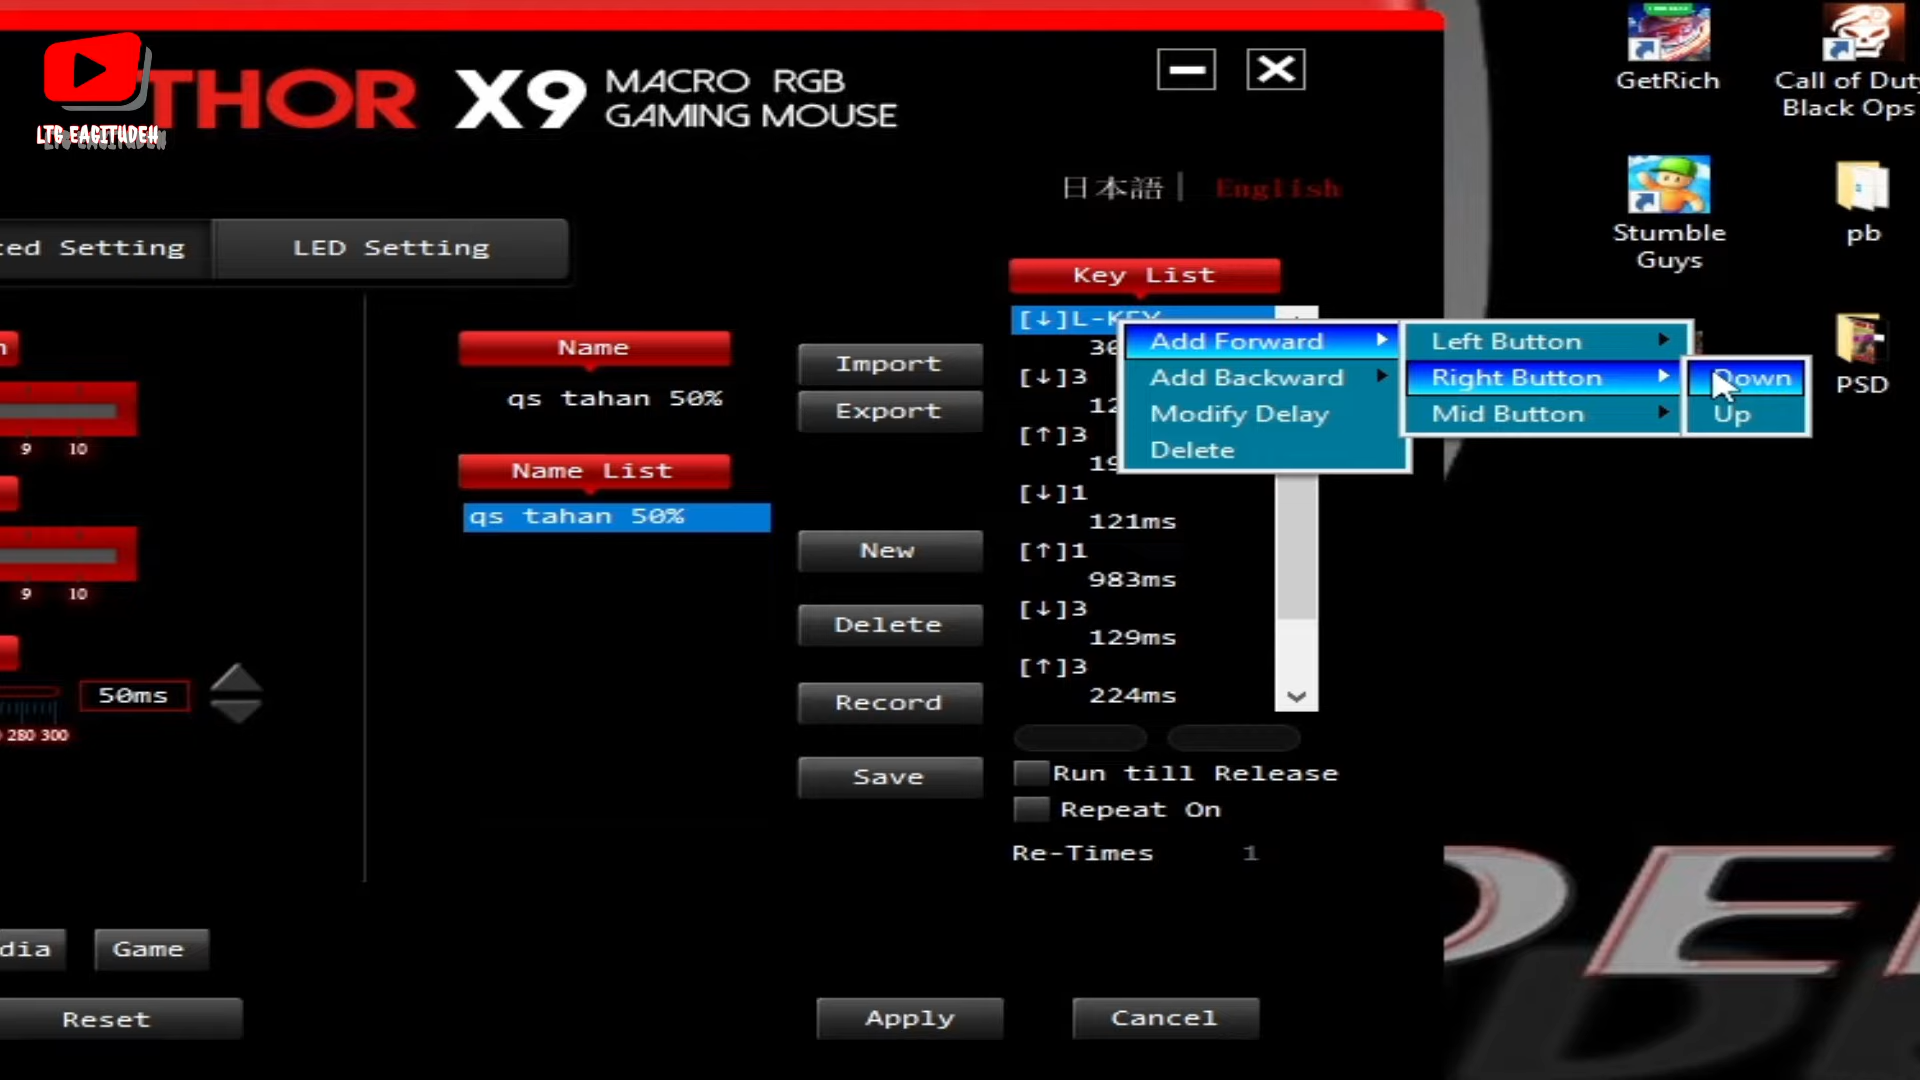 THOR X9 MACRO RGB
GAMING MOUSE
LTG EAGITUDEH
日本語 | English
ced Setting
LED Setting
9 10
9 10
50ms
280 300
Name
qs tahan 50%
Name List
qs tahan 50%
Import
Export
New
Delete
Record
Save
Key List
[↓]L-KEY
[↓]3
[↑]3
[↓]1
121ms
[↑]1
983ms
[↓]3
129ms
[↑]3
224ms
Add Forward
Add Backward
Modify Delay
Delete
Left Button
Right Button
Mid Button
Down
Up
Run till Release
Repeat On
Re-Times 1
dia
Game
Reset
Apply
Cancel
GetRich
Call of Duty
Black Ops
Stumble
Guys
pb
PSD